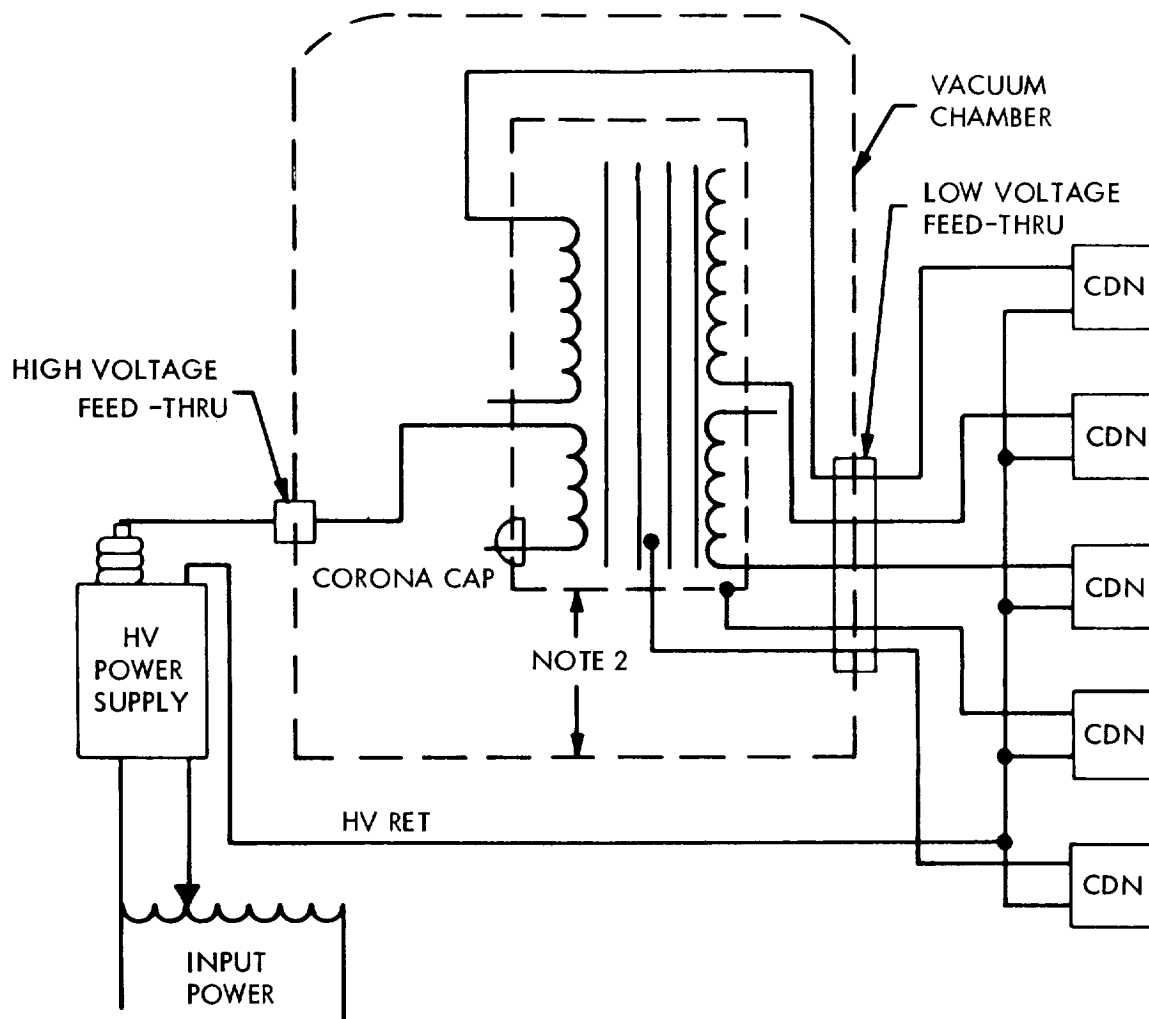 VACUUM
CHAMBER
LOW VOLTAGE
FEED-THRU
CDN
HIGH VOLTAGE
FEED -THRU
CDN
CORONA CAP
CDN
HV
POWER
SUPPLY
NOTE 2
CDN
HV RET
CDN
INPUT
POWER